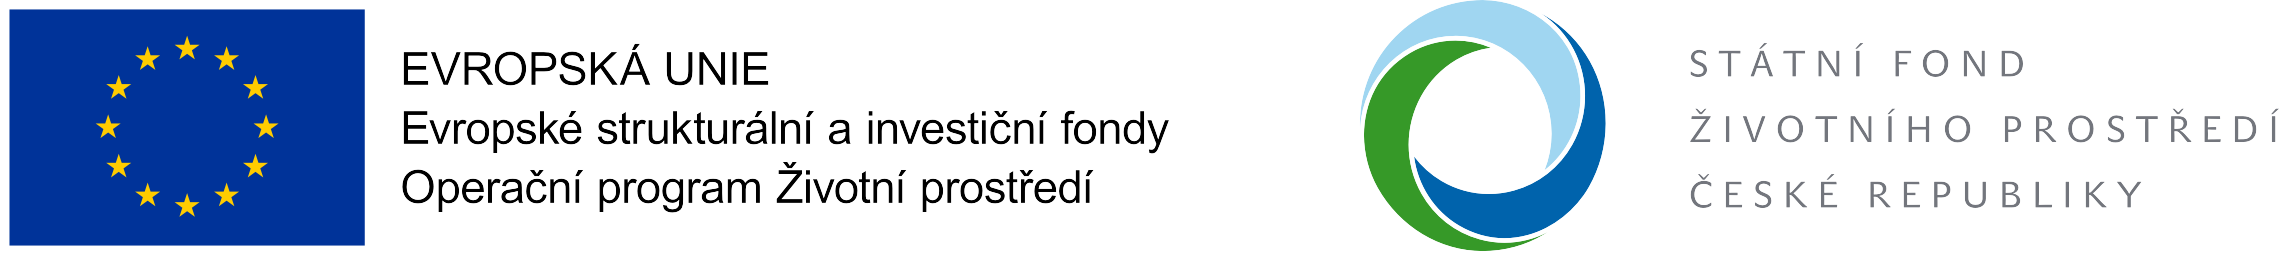 EVROPSKÁ UNIE
Evropské strukturální a investiční fondy
Operační program Životní prostředí
STÁTNÍ FOND
ŽIVOTNÍHO PROSTŘEDÍ
ČESKÉ REPUBLIKY